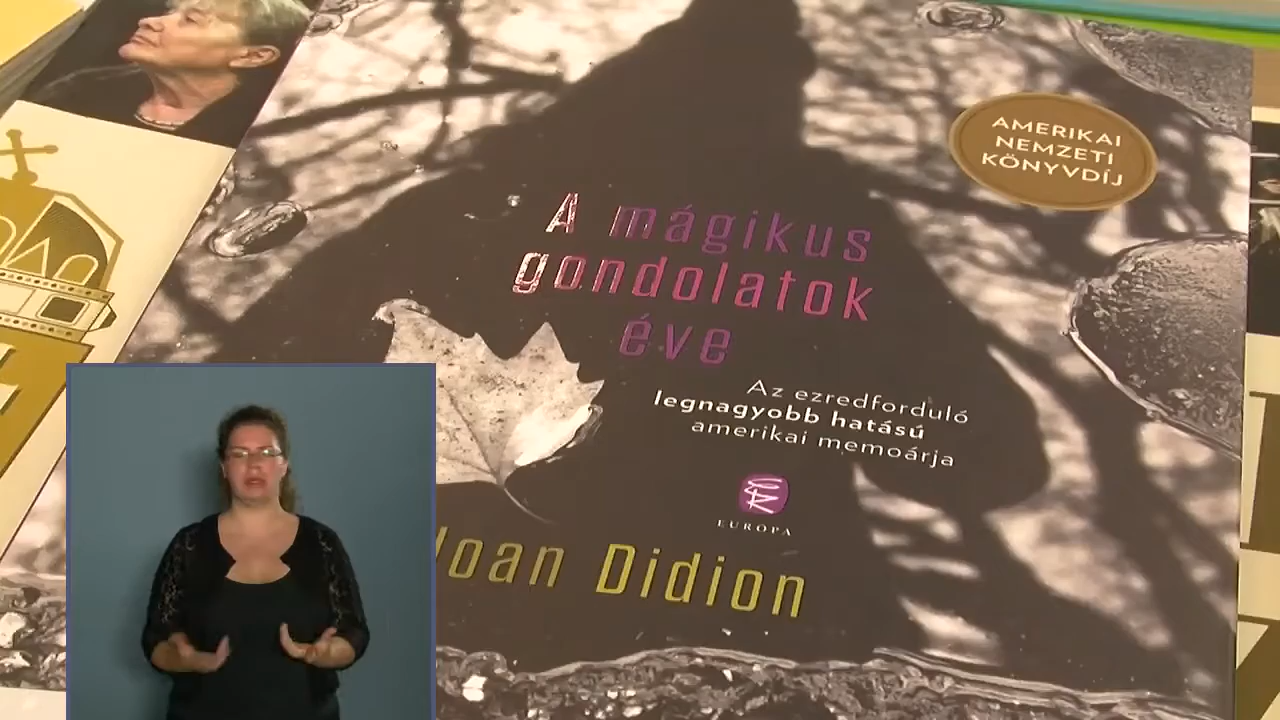 AMERIKAI
NEMZETI
KÖNYVDÍJ
A mágikus
gondolatok
éve
Az ezredforduló
legnagyobb hatású
amerikai memoárja
EUROPA
Joan Didion